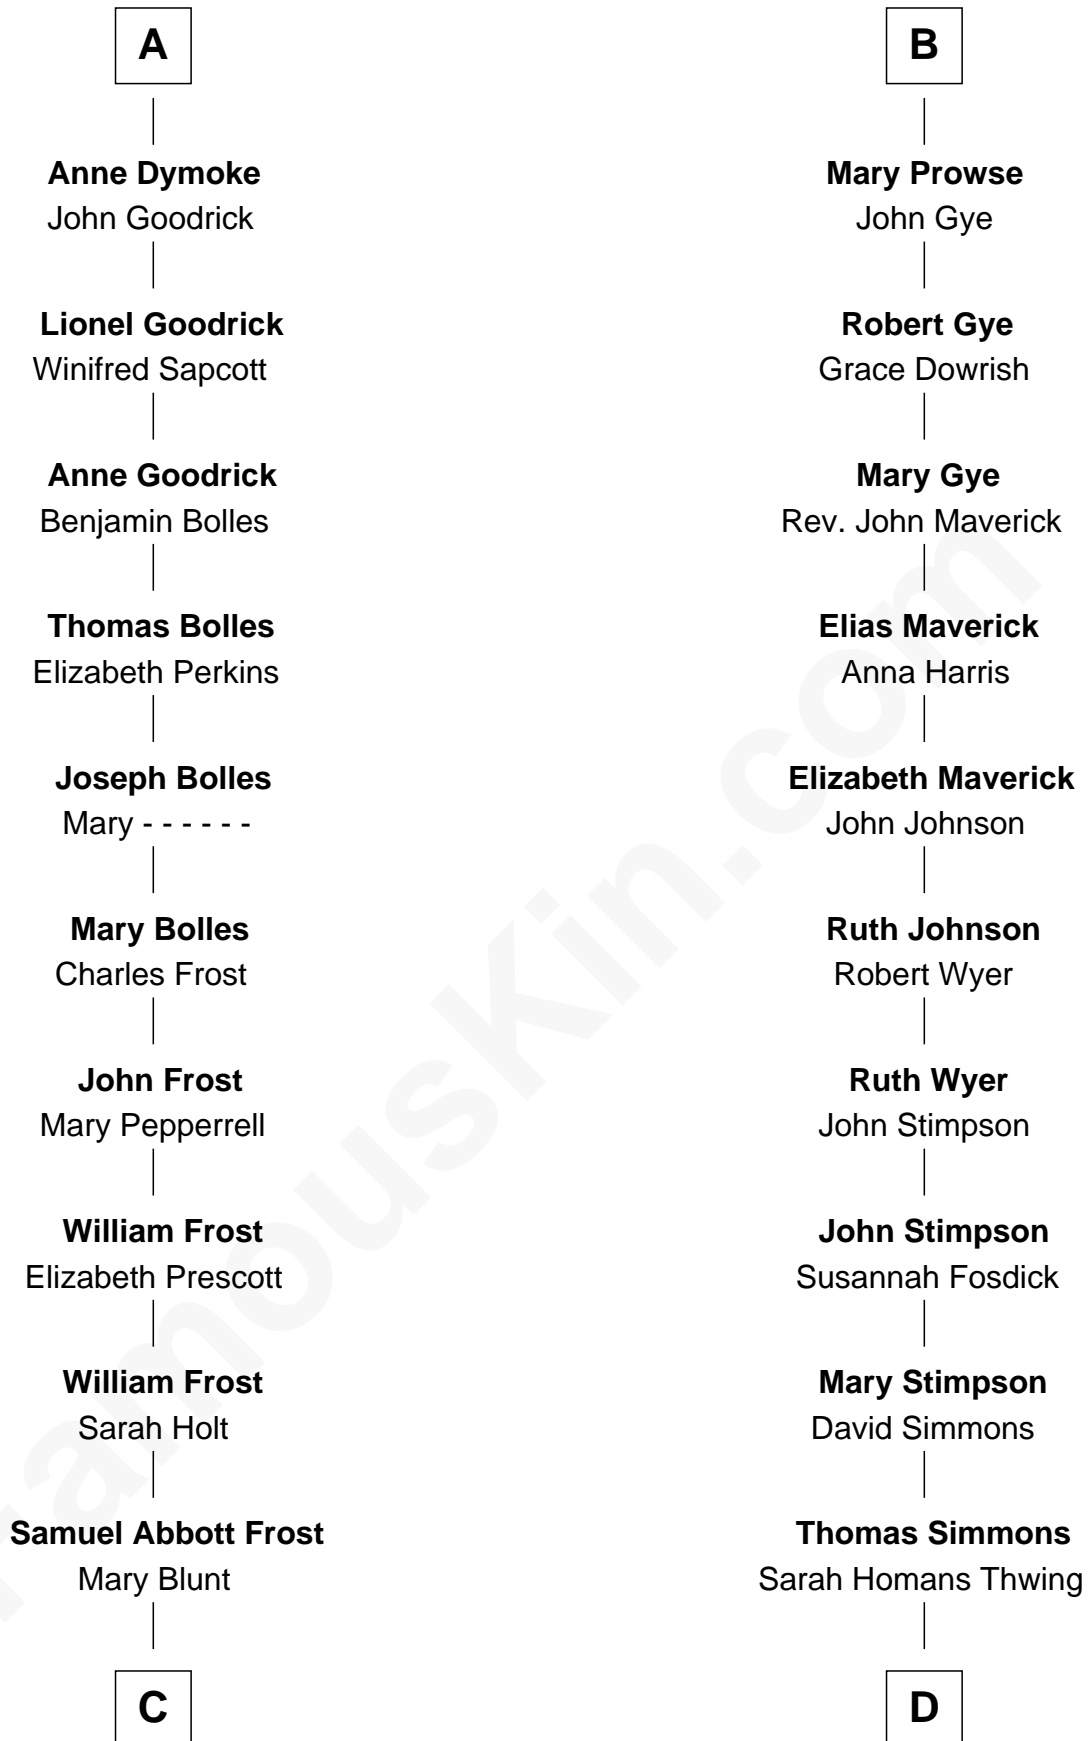 A
Anne Dymoke
John Goodrick
Lionel Goodrick
Winifred Sapcott
Anne Goodrick
Benjamin Bolles
Thomas Bolles
Elizabeth Perkins
Joseph Bolles
Mary - - - - - -
Mary Bolles
Charles Frost
John Frost
Mary Pepperrell
William Frost
Elizabeth Prescott
William Frost
Sarah Holt
Samuel Abbott Frost
Mary Blunt
C
B
Mary Prowse
John Gye
Robert Gye
Grace Dowrish
Mary Gye
Rev. John Maverick
Elias Maverick
Anna Harris
Elizabeth Maverick
John Johnson
Ruth Johnson
Robert Wyer
Ruth Wyer
John Stimpson
John Stimpson
Susannah Fosdick
Mary Stimpson
David Simmons
Thomas Simmons
Sarah Homans Thwing
D
FamousKin.com